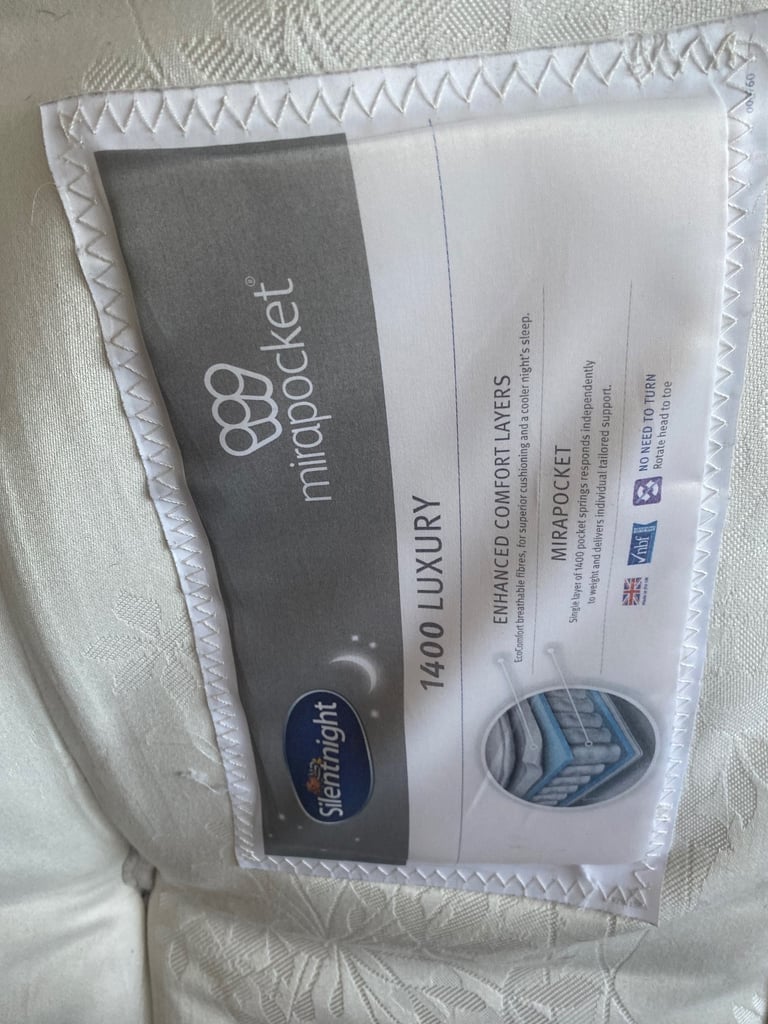 Silentnight
mirapocket®
1400 LUXURY
ENHANCED COMFORT LAYERS
EcoComfort breathable fibres, for superior cushioning and a cooler night's sleep.
MIRAPOCKET
Single layer of 1400 pocket springs responds independently
to weight and delivers individual tailored support.
nbf
NO NEED TO TURN
Rotate head to toe